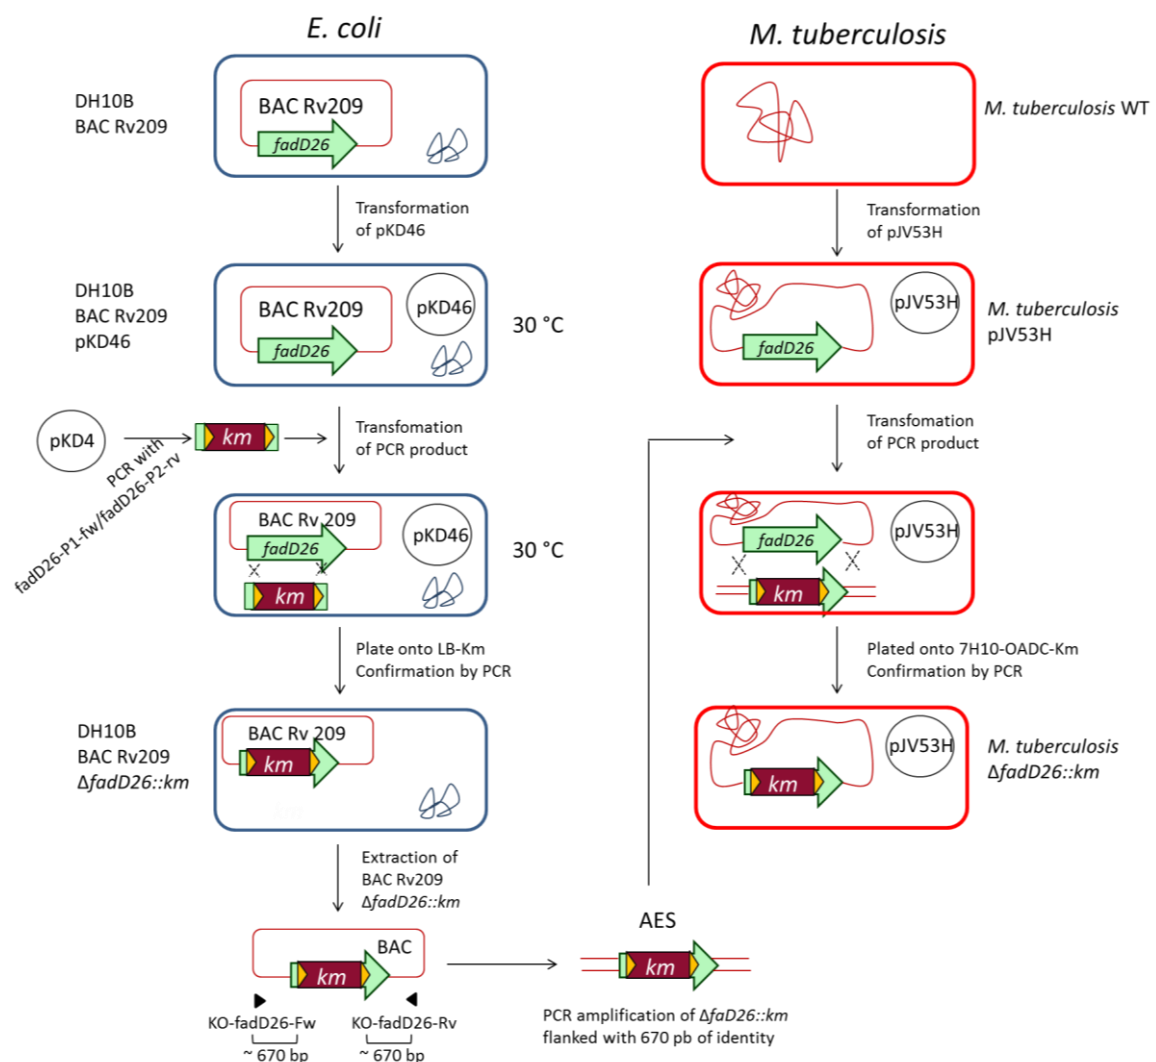 E. coli
DH10B
BAC Rv209
BAC Rv209
fadD26
Transformation
of pKD46
DH10B
BAC Rv209
pKD46
BAC Rv209
fadD26
pKD46
30 °C
pKD4
PCR with
fadD26-P1-fw/fadD26-P2-rv
km
Transfomation
of PCR product
BAC Rv 209
fadD26
km
pKD46
30 °C
Plate onto LB-Km
Confirmation by PCR
DH10B
BAC Rv209
ΔfadD26::km
BAC Rv 209
km
Extraction of
BAC Rv209
ΔfadD26::km
BAC
km
KO-fadD26-Fw
~ 670 bp
KO-fadD26-Rv
~ 670 bp
AES
km
PCR amplification of ΔfaD26::km
flanked with 670 pb of identity
M. tuberculosis
M. tuberculosis WT
Transformation
of pJV53H
fadD26
pJV53H
M. tuberculosis
pJV53H
Transfomation
of PCR product
fadD26
km
pJV53H
Plated onto 7H10-OADC-Km
Confirmation by PCR
km
pJV53H
M. tuberculosis
ΔfadD26::km